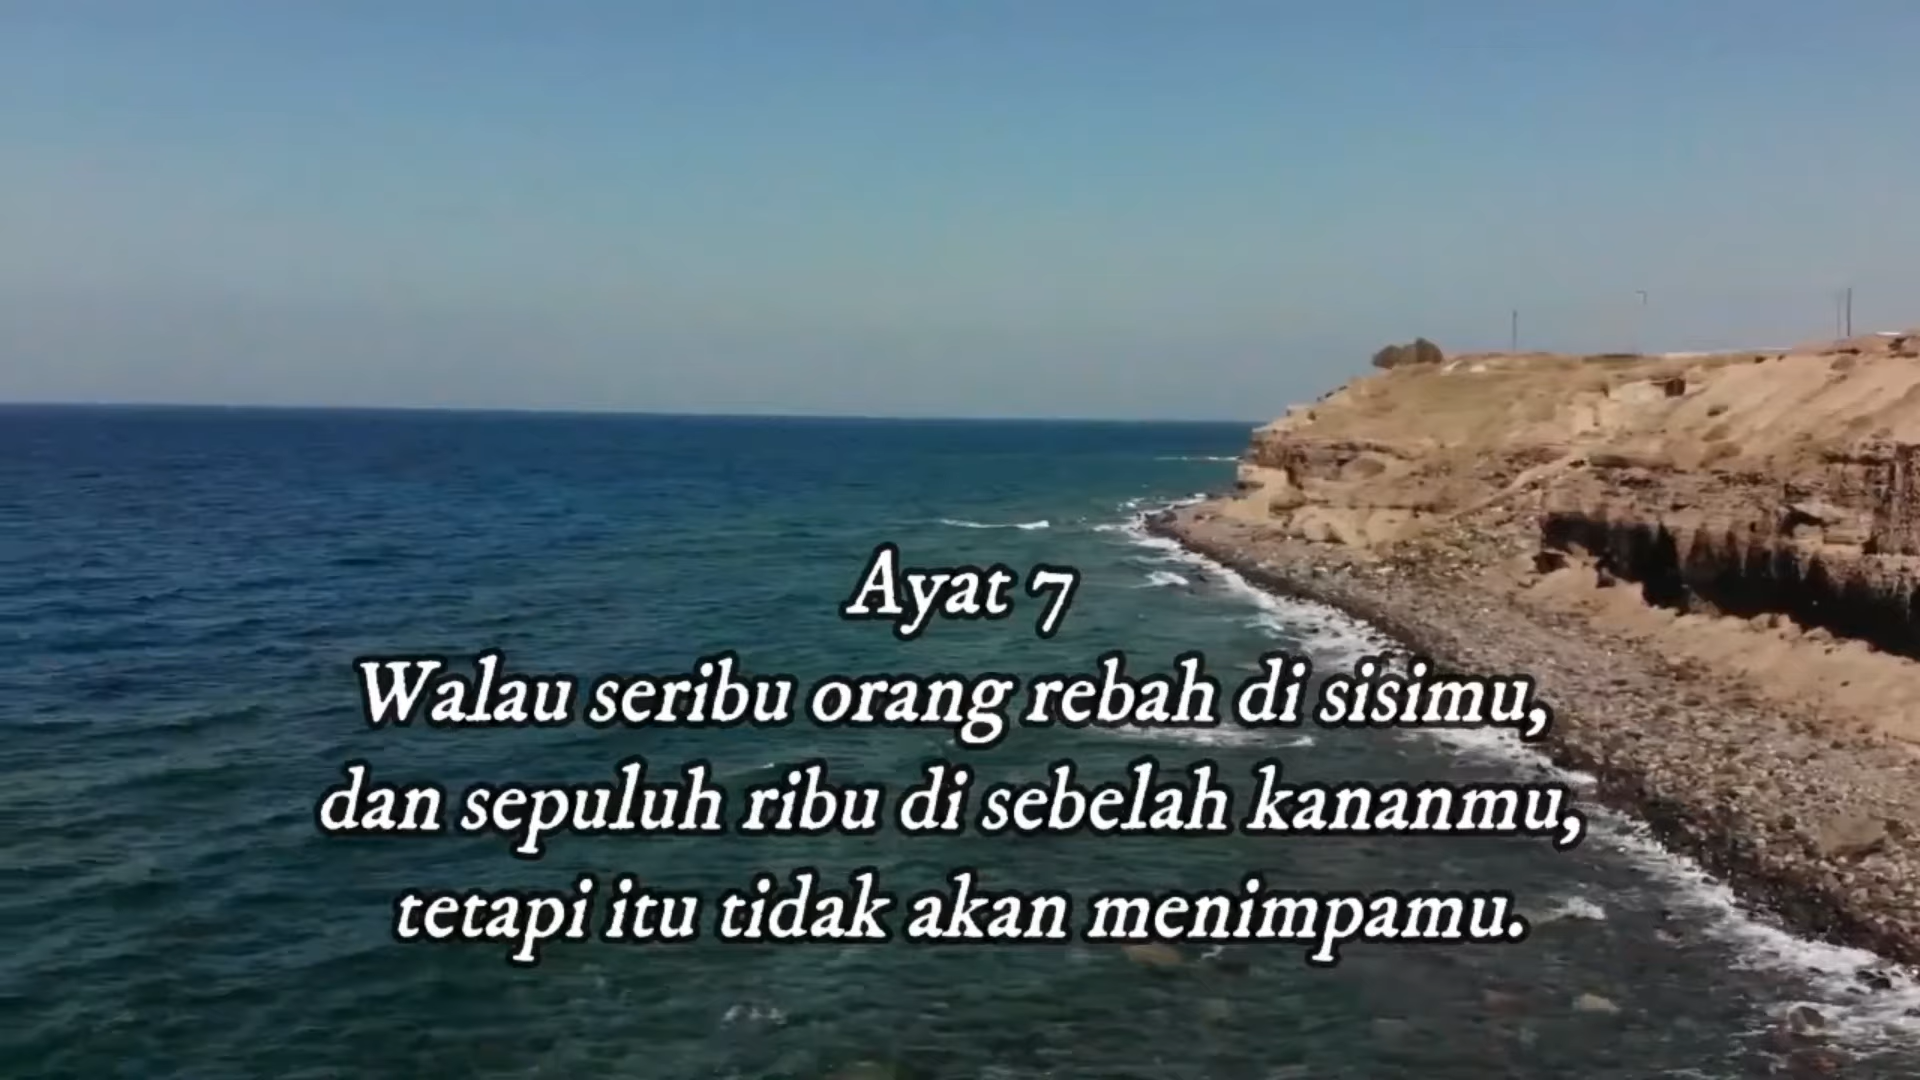 Ayat 7
Walau seribu orang rebah di sisimu,
dan sepuluh ribu di sebelah kananmu,
tetapi itu tidak akan menimpamu.